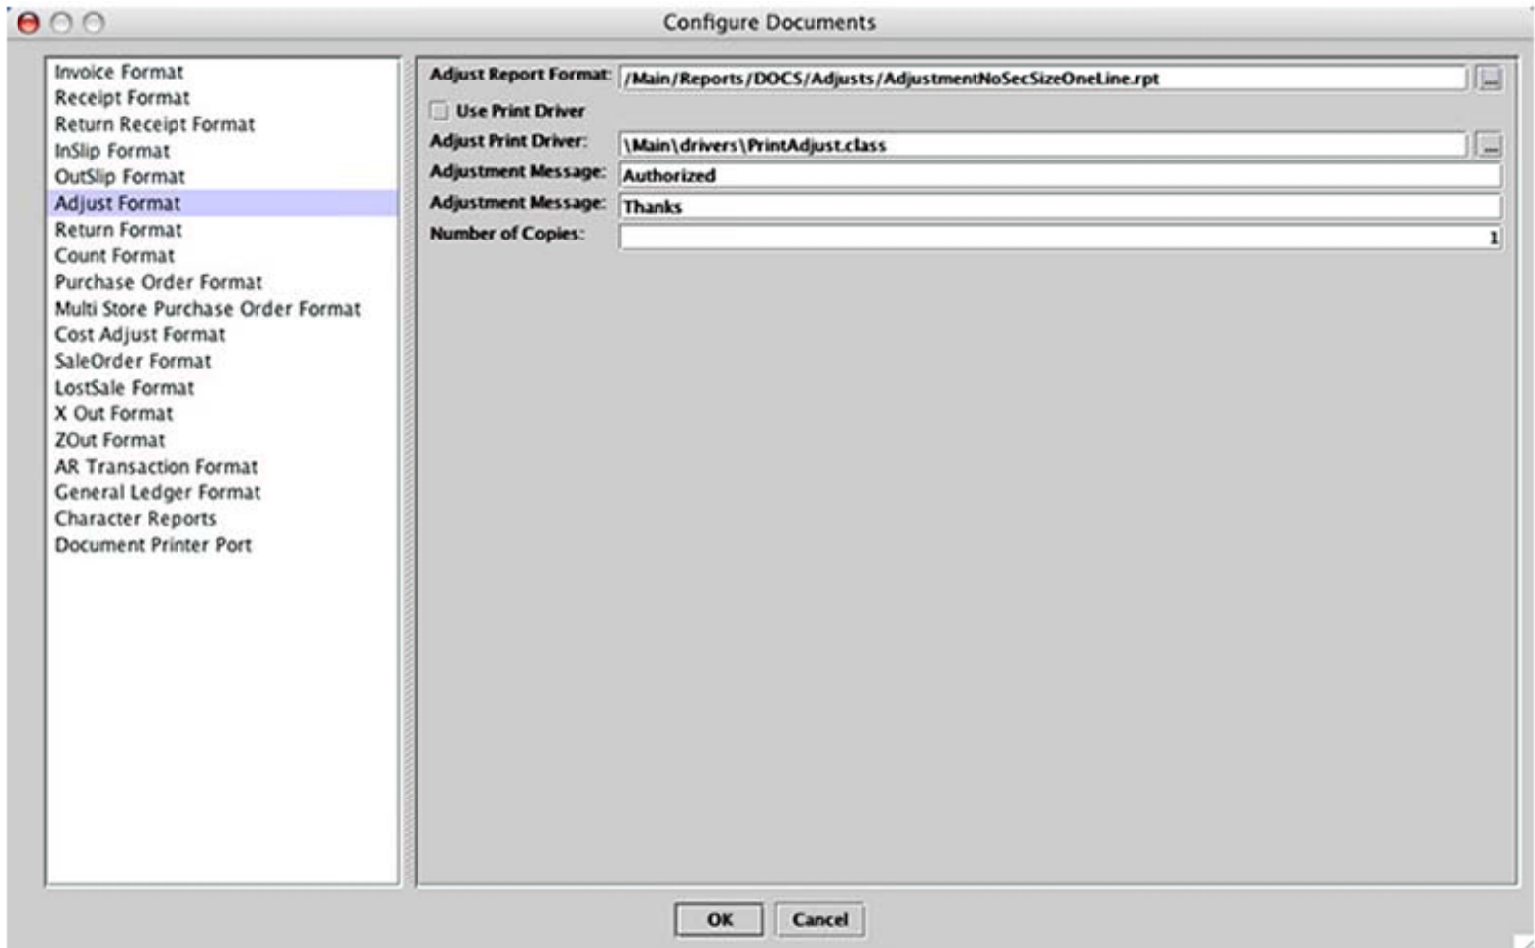 Configure Documents
Invoice Format
Receipt Format
Return Receipt Format
InSlip Format
OutSlip Format
Adjust Format
Return Format
Count Format
Purchase Order Format
Multi Store Purchase Order Format
Cost Adjust Format
SaleOrder Format
LostSale Format
X Out Format
ZOut Format
AR Transaction Format
General Ledger Format
Character Reports
Document Printer Port
Adjust Report Format: /Main/Reports/DOCS/Adjusts/AdjustmentNoSecSizeOneLine.rpt ...
Use Print Driver
Adjust Print Driver: \Main\drivers\PrintAdjust.class ...
Adjustment Message: Authorized
Adjustment Message: Thanks
Number of Copies: 1
OK Cancel